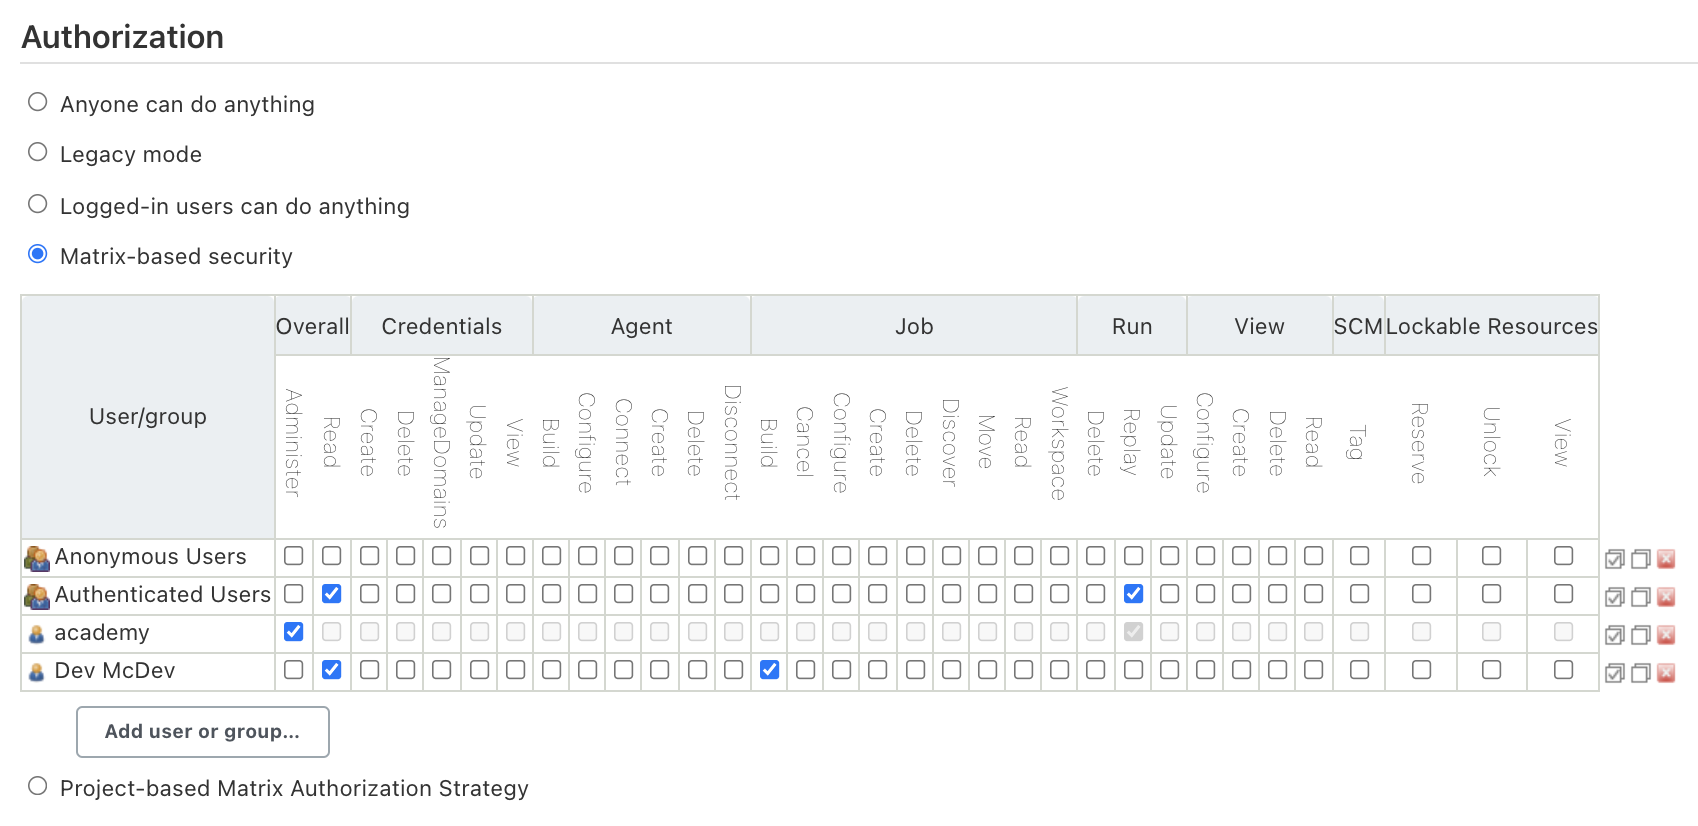 Authorization
Anyone can do anything
Legacy mode
Logged-in users can do anything
Matrix-based security
User/group Overall Credentials Agent Job Run View SCM Lockable Resources
Administer Read Create Delete ManageDomains Update View Build Configure Connect Create Delete Disconnect Build Cancel Configure Create Delete Discover Move Read Workspace Delete Replay Update Configure Create Delete Read Tag Reserve Unlock View
Anonymous Users
Authenticated Users
academy
Dev McDev
Add user or group...
Project-based Matrix Authorization Strategy